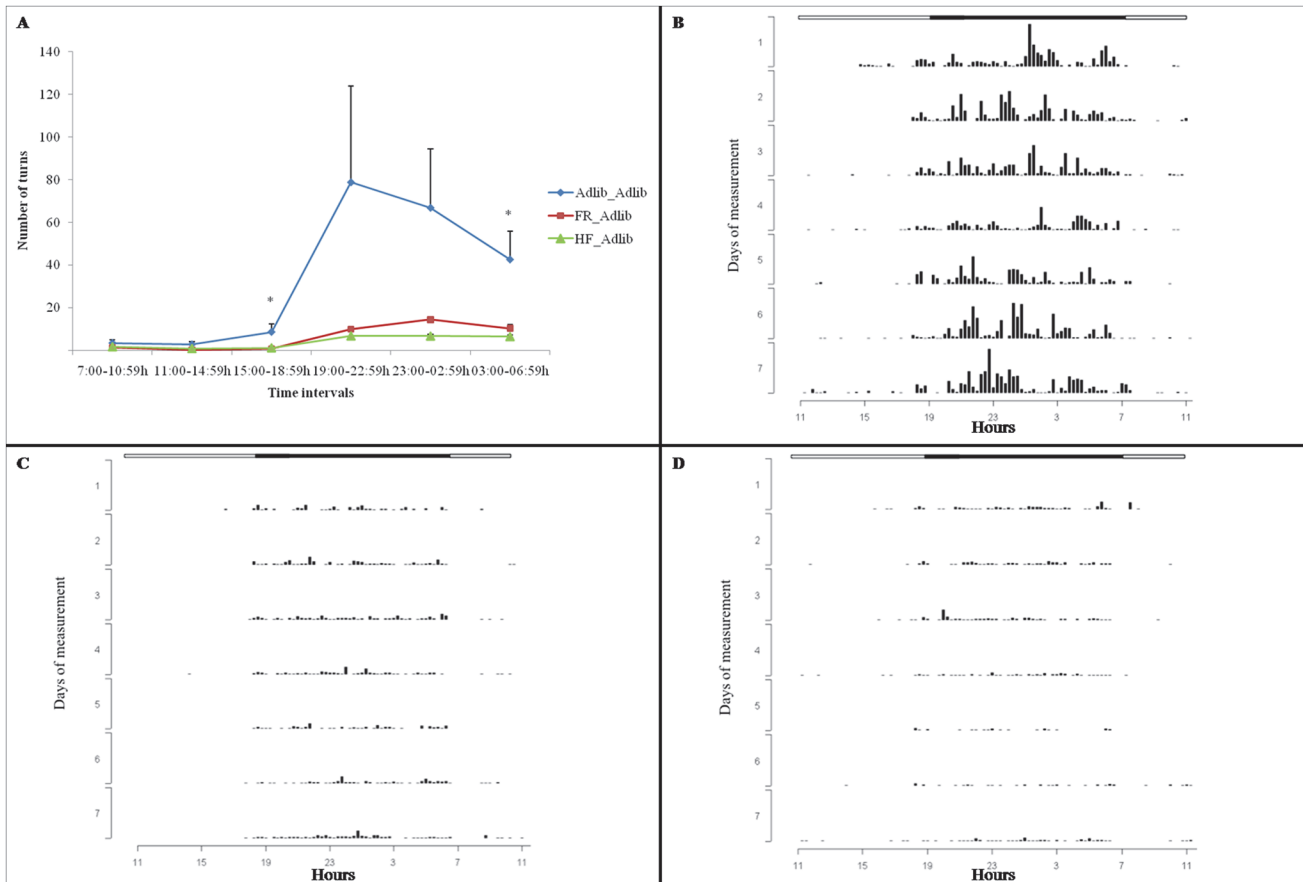 A
140
120
100
80
60
40
20
Number of turns
*
*
Adlib_Adlib
FR_Adlib
HF_Adlib
7:00-10:59h 11:00-14:59h 15:00-18:59h 19:00-22:59h 23:00-02:59h 03:00-06:59h
Time intervals
B
Days of measurement
1
2
3
4
5
6
7
11 15 19 23 3 7 11
Hours
C
Days of measurement
1
2
3
4
5
6
7
11 15 19 23 3 7 11
Hours
D
Days of measurement
1
2
3
4
5
6
7
11 15 19 23 3 7 11
Hours